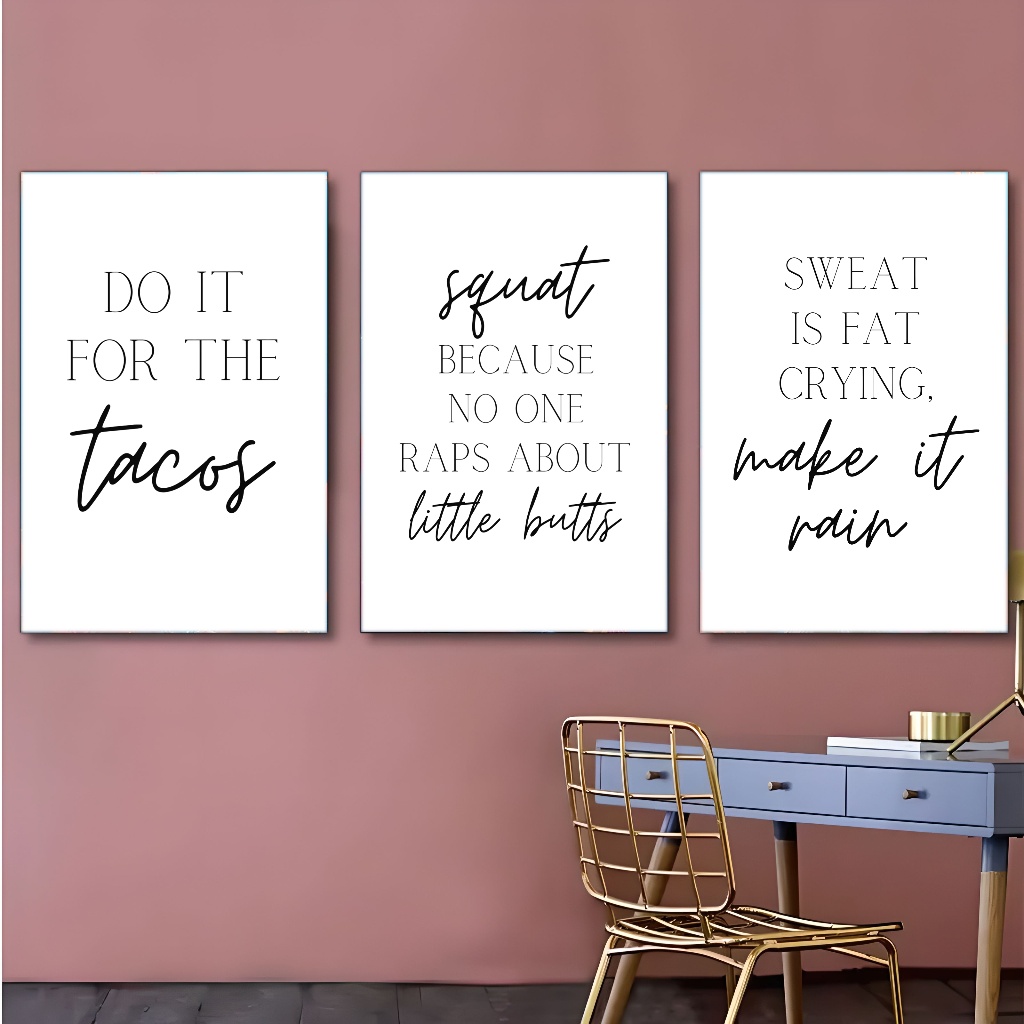 DO IT
FOR THE
tacos
squat
BECAUSE
NO ONE
RAPS ABOUT
little butts
SWEAT
IS FAT
CRYING,
make it
rain